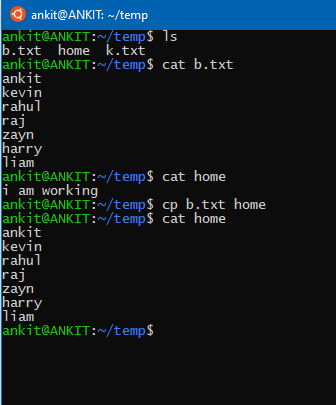 ankit@ANKIT: ~/temp
ankit@ANKIT:~/temp$ ls
b.txt  home  k.txt
ankit@ANKIT:~/temp$ cat b.txt
ankit
kevin
rahul
raj
zayn
harry
liam
ankit@ANKIT:~/temp$ cat home
i am working
ankit@ANKIT:~/temp$ cp b.txt home
ankit@ANKIT:~/temp$ cat home
ankit
kevin
rahul
raj
zayn
harry
liam
ankit@ANKIT:~/temp$